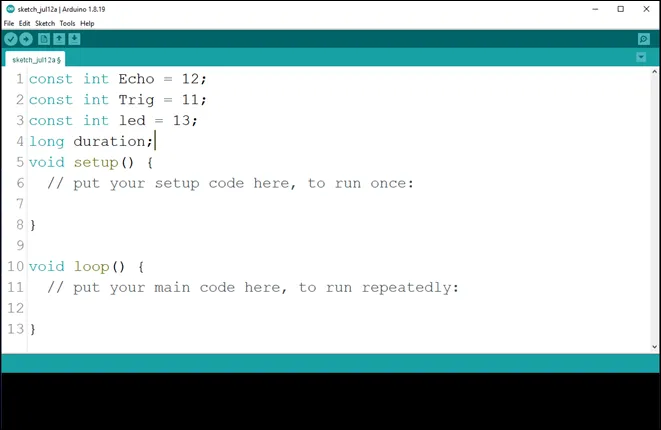 sketch_jul12a | Arduino 1.8.19
File Edit Sketch Tools Help
sketch_jul12a §
1 const int Echo = 12;
2 const int Trig = 11;
3 const int led = 13;
4 long duration;
5 void setup() {
6 // put your setup code here, to run once:
7
8 }
9
10 void loop() {
11 // put your main code here, to run repeatedly:
12
13 }